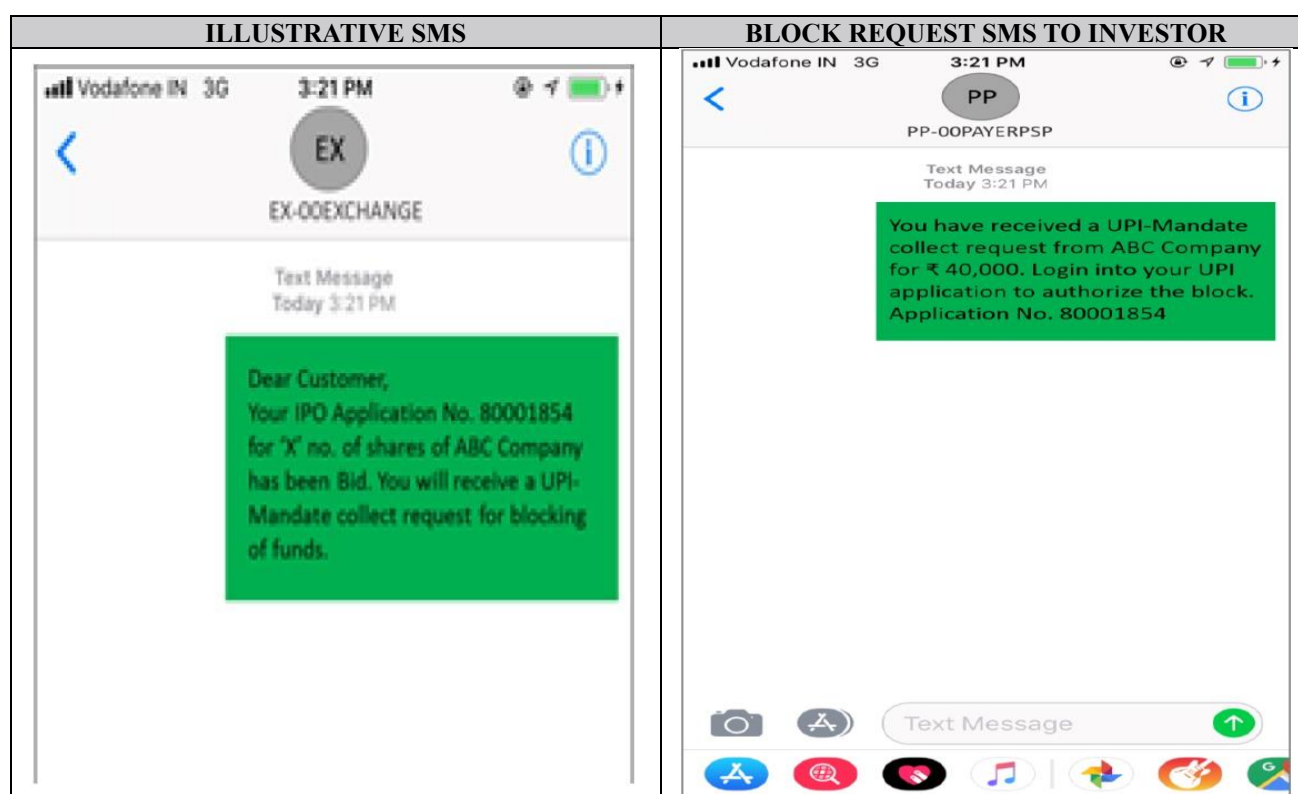 ILLUSTRATIVE SMS
Vodafone IN 3G 3:21 PM
EX
EX-00EXCHANGE
Text Message
Today 3:21 PM
Dear Customer,
Your IPO Application No. 80001854
for 'X' no. of shares of ABC Company
has been Bid. You will receive a UPI-
Mandate collect request for blocking
of funds.
BLOCK REQUEST SMS TO INVESTOR
Vodafone IN 3G 3:21 PM
PP
PP-00PAYERPSP
Text Message
Today 3:21 PM
You have received a UPI-Mandate
collect request from ABC Company
for ₹ 40,000. Login into your UPI
application to authorize the block.
Application No. 80001854
Text Message
G